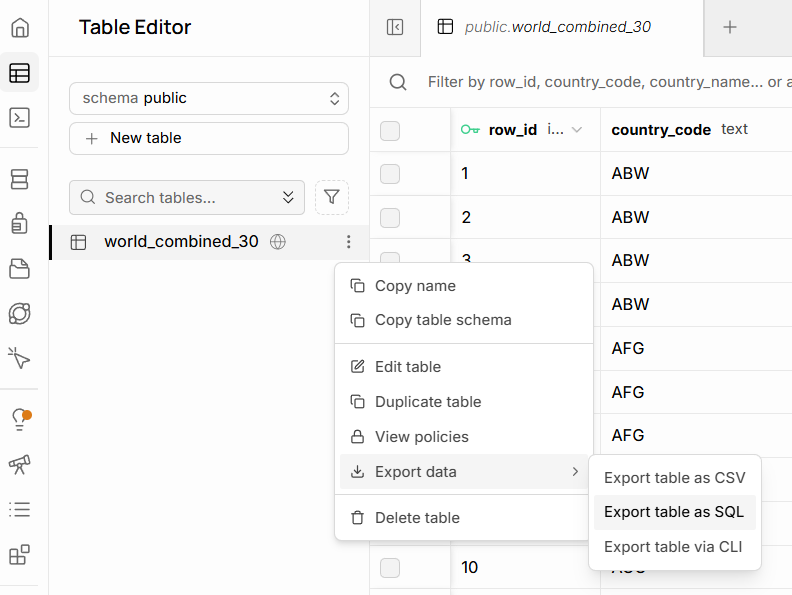 Table Editor
public.world_combined_30
schema public
New table
Search tables...
world_combined_30
Filter by row_id, country_code, country_name... or a
row_id i... country_code text
1 ABW
2 ABW
3 ABW
ABW
AFG
AFG
AFG
10
Copy name
Copy table schema
Edit table
Duplicate table
View policies
Export data
Delete table
Export table as CSV
Export table as SQL
Export table via CLI